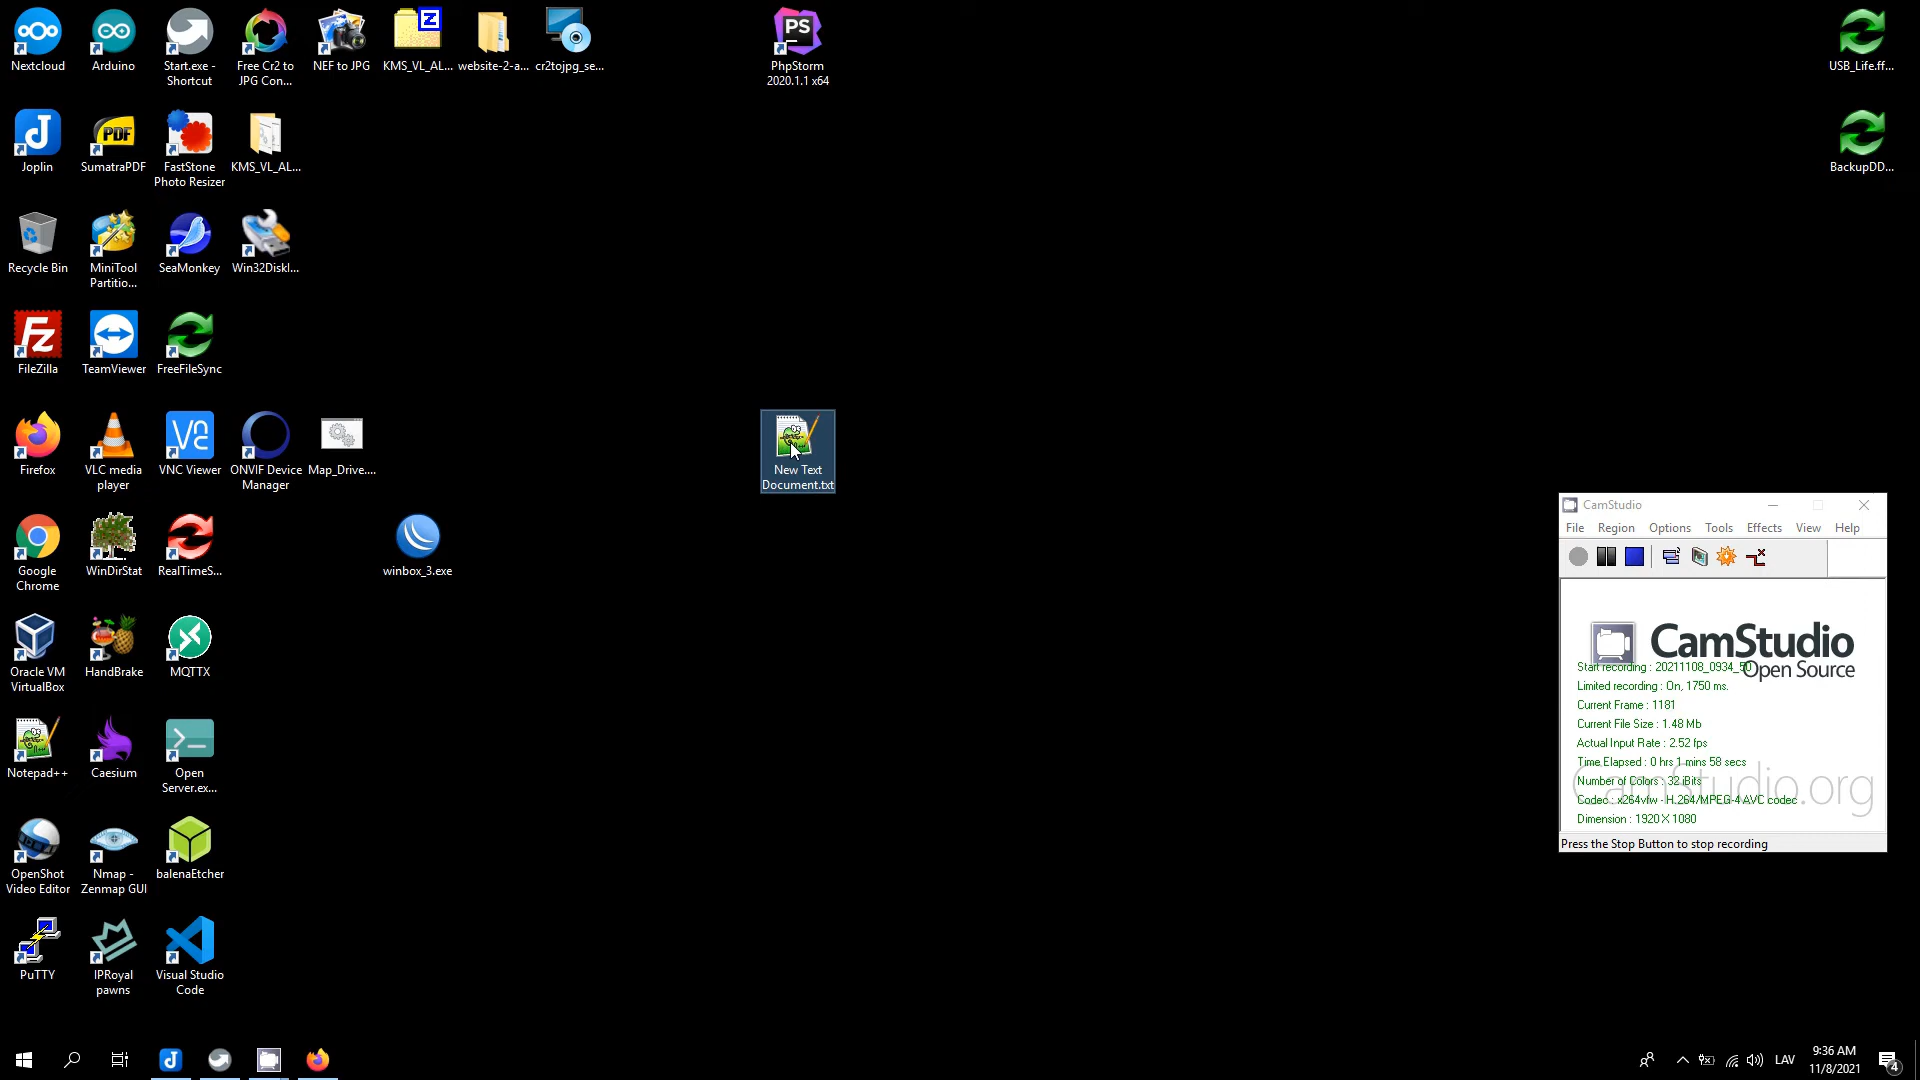 Nextcloud
Arduino
Start.exe -
Shortcut
Free Cr2 to
JPG Con...
NEF to JPG
KMS_VL_AL...
website-2-a...
cr2tojpg_se...
PS
PhpStorm
2020.1.1 x64
USB_Life.ff...
Joplin
PDF
SumatraPDF
FastStone
Photo Resizer
KMS_VL_AL...
BackupDD...
Recycle Bin
MiniTool
Partitio...
SeaMonkey
Win32DiskI...
FileZilla
TeamViewer
FreeFileSync
Firefox
VLC media
player
VNC Viewer
ONVIF Device
Manager
Map_Drive....
New Text
Document.txt
Google
Chrome
WinDirStat
RealTimeS...
winbox_3.exe
Oracle VM
VirtualBox
HandBrake
MQTTX
Notepad++
Caesium
Open
Server.ex...
OpenShot
Video Editor
Nmap -
Zenmap GUI
balenaEtcher
PuTTY
IPRoyal
pawns
Visual Studio
Code
CamStudio
File Region Options Tools Effects View Help
CamStudio
Open Source
Start recording : 20211108_0934_50
Limited recording : On, 1750 ms.
Current Frame : 1181
Current File Size : 1.48 Mb
Actual Input Rate : 2.52 fps
Time Elapsed : 0 hrs 1 mins 58 secs
Number of Colors : 32 iBits
Codec : x264vfw - H.264/MPEG-4 AVC codec
CamStudio.org
Dimension : 1920 X 1080
Press the Stop Button to stop recording
LAV
9:36 AM
11/8/2021
4